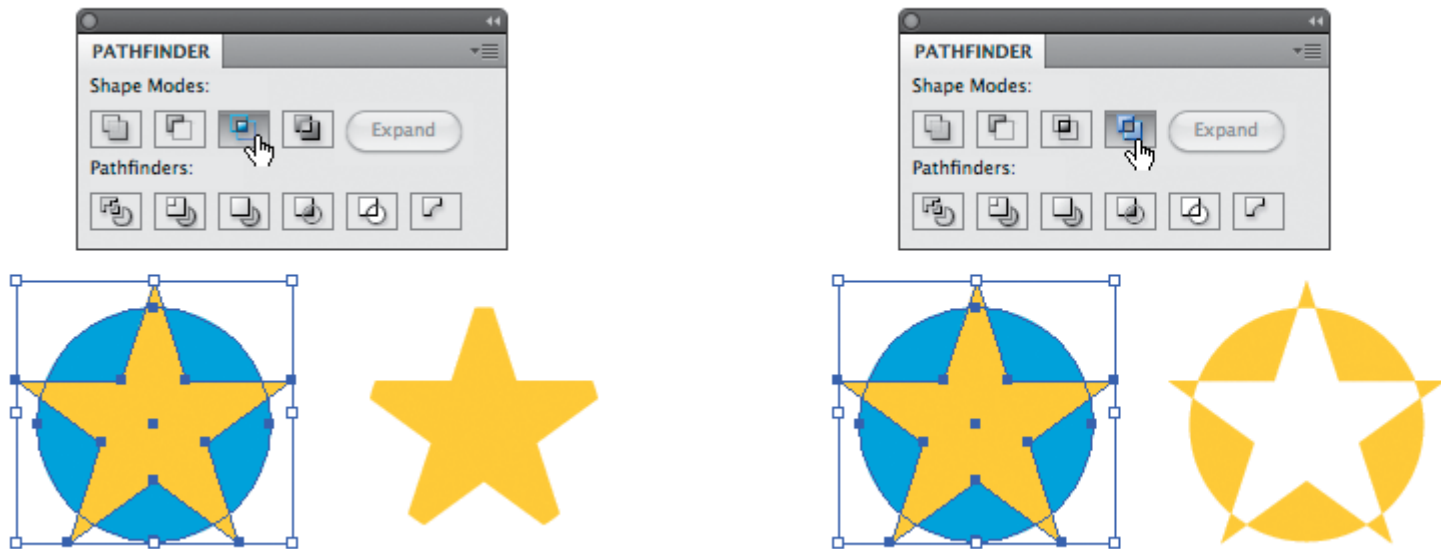 PATHFINDER
Shape Modes:
Expand
Pathfinders:
PATHFINDER
Shape Modes:
Expand
Pathfinders: